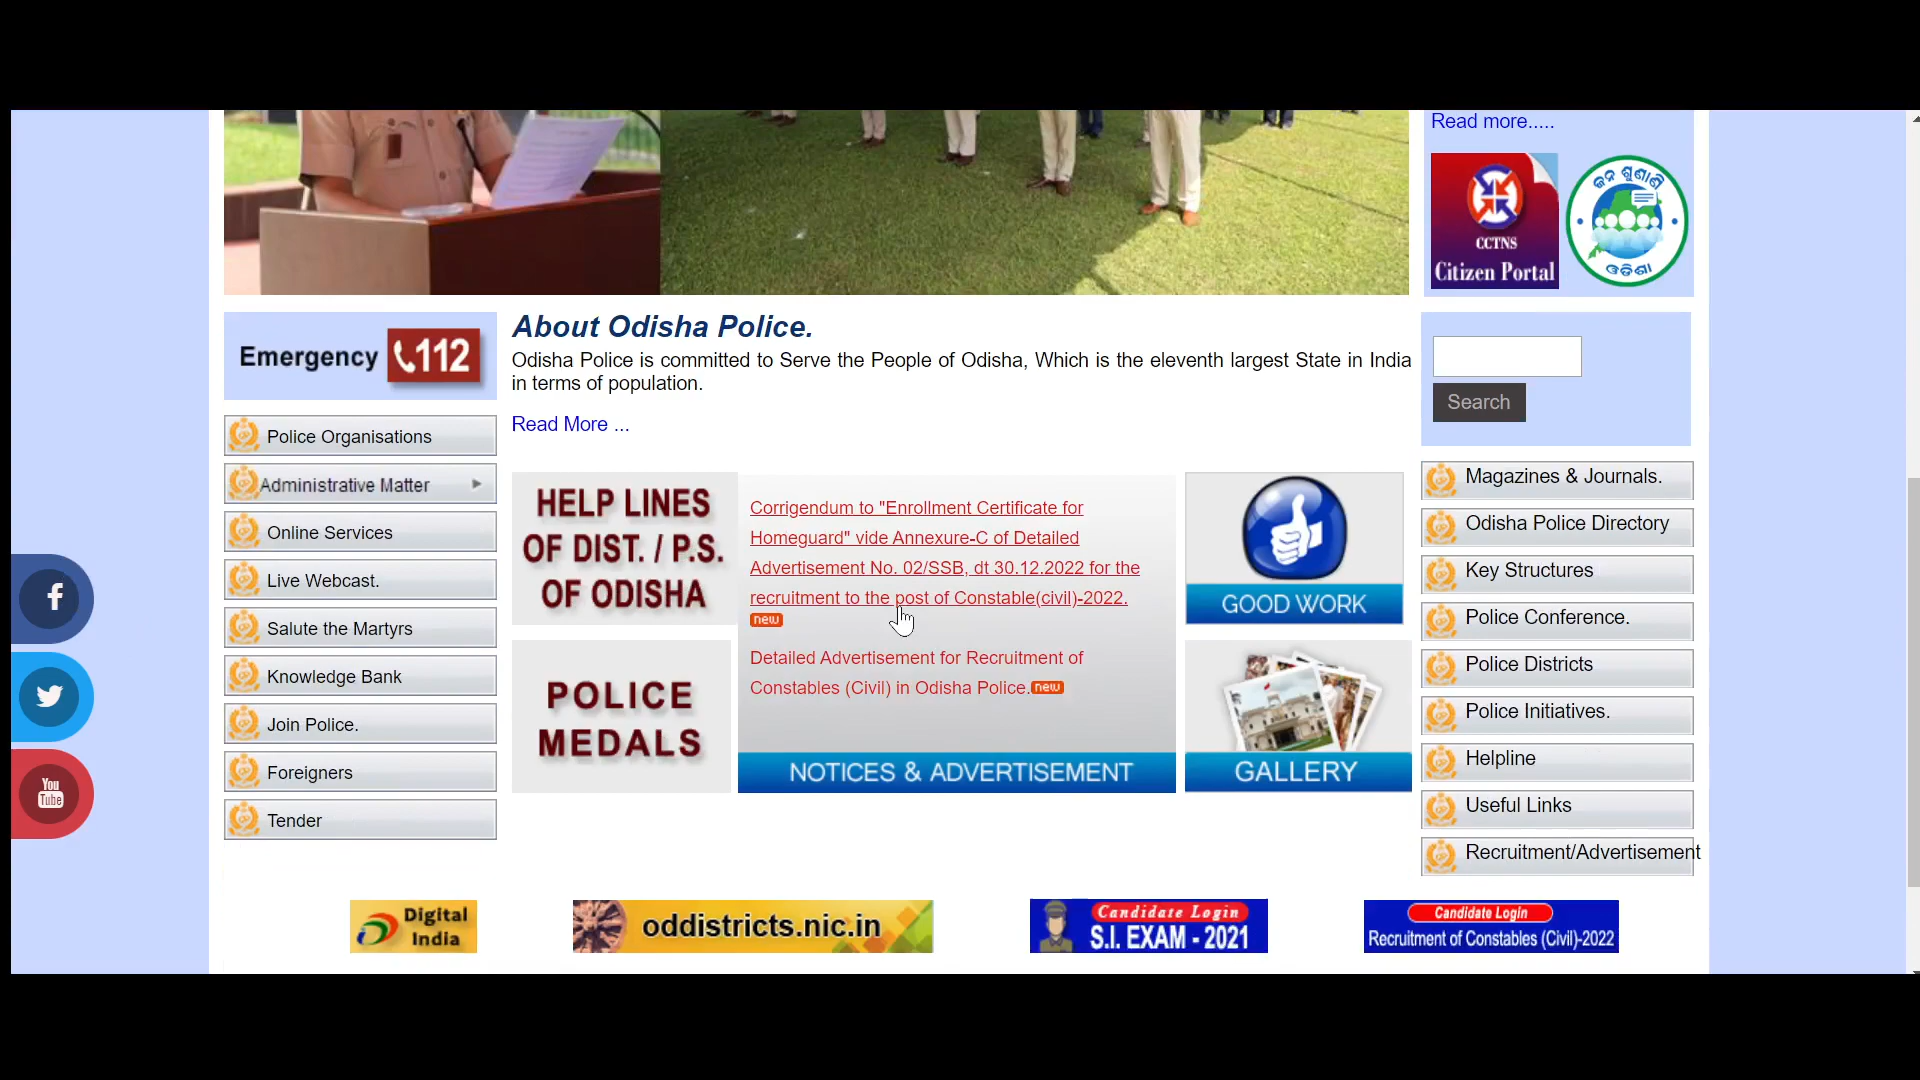 Read more.....
CCTNS
Citizen Portal
ଜନ ଶୁଣାଣି
ଓଡିଶା
Emergency 112
About Odisha Police.
Odisha Police is committed to Serve the People of Odisha, Which is the eleventh largest State in India
in terms of population.
Read More ...
Search
Police Organisations
Administrative Matter
Online Services
Live Webcast.
Salute the Martyrs
Knowledge Bank
Join Police.
Foreigners
Tender
You
Tube
HELP LINES
OF DIST. / P.S.
OF ODISHA
POLICE
MEDALS
Corrigendum to "Enrollment Certificate for
Homeguard" vide Annexure-C of Detailed
Advertisement No. 02/SSB, dt 30.12.2022 for the
recruitment to the post of Constable(civil)-2022.
new
Detailed Advertisement for Recruitment of
Constables (Civil) in Odisha Police. new
NOTICES & ADVERTISEMENT
GOOD WORK
GALLERY
Magazines & Journals.
Odisha Police Directory
Key Structures
Police Conference.
Police Districts
Police Initiatives.
Helpline
Useful Links
Recruitment/Advertisement
Digital
India
oddistricts.nic.in
Candidate Login
S.I. EXAM - 2021
Candidate Login
Recruitment of Constables (Civil)-2022